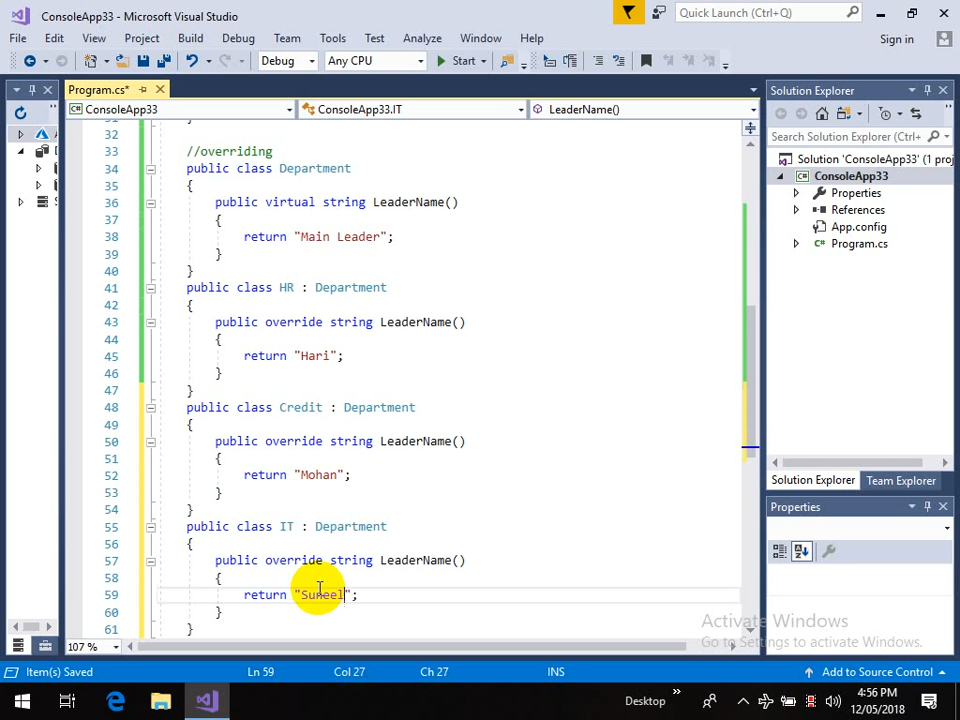 ConsoleApp33 - Microsoft Visual Studio
Quick Launch (Ctrl+Q)
File Edit View Project Build Debug Team Tools Test Analyze Window Help Sign in
Debug Any CPU Start
Program.cs*
Solution Explorer
ConsoleApp33 ConsoleApp33.IT LeaderName()
Search Solution Explorer (Ctrl+
32
33 //overriding
34 public class Department
35 {
36 public virtual string LeaderName()
37 {
38 return "Main Leader";
39 }
40 }
41 public class HR : Department
42 {
43 public override string LeaderName()
44 {
45 return "Hari";
46 }
47 }
48 public class Credit : Department
49 {
50 public override string LeaderName()
51 {
52 return "Mohan";
53 }
54 }
55 public class IT : Department
56 {
57 public override string LeaderName()
58 {
59 return "Suneel";
60 }
61 }
Solution 'ConsoleApp33' (1 proj
ConsoleApp33
Properties
References
App.config
Program.cs
Solution Explorer Team Explorer
Properties
107 %
Activate Windows
Go to Settings to activate Windows.
Item(s) Saved Ln 59 Col 27 Ch 27 INS Add to Source Control
Desktop
4:56 PM
12/05/2018